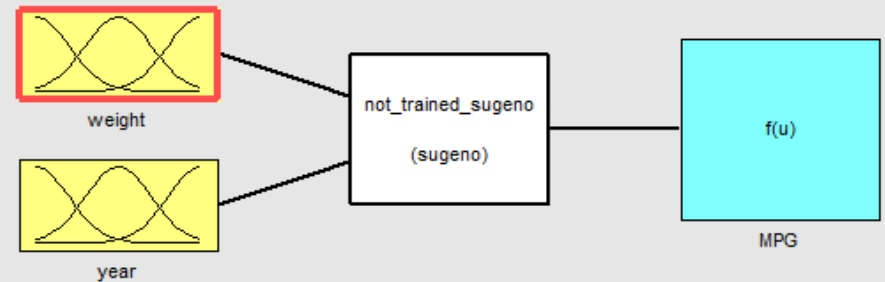 weight
year
not_trained_sugeno
(sugeno)
f(u)
MPG